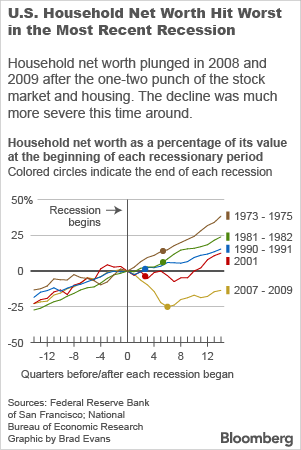 U.S. Household Net Worth Hit Worst
in the Most Recent Recession
Household net worth plunged in 2008 and
2009 after the one-two punch of the stock
market and housing. The decline was much
more severe this time around.
Household net worth as a percentage of its value
at the beginning of each recessionary period
Colored circles indicate the end of each recession
50%
Recession
begins
1973 - 1975
25
1981 - 1982
1990 - 1991
2001
0
2007 - 2009
-25
-50
-12 -8 -4 0 4 8 12
Quarters before/after each recession began
Sources: Federal Reserve Bank
of San Francisco; National
Bureau of Economic Research
Graphic by Brad Evans
Bloomberg